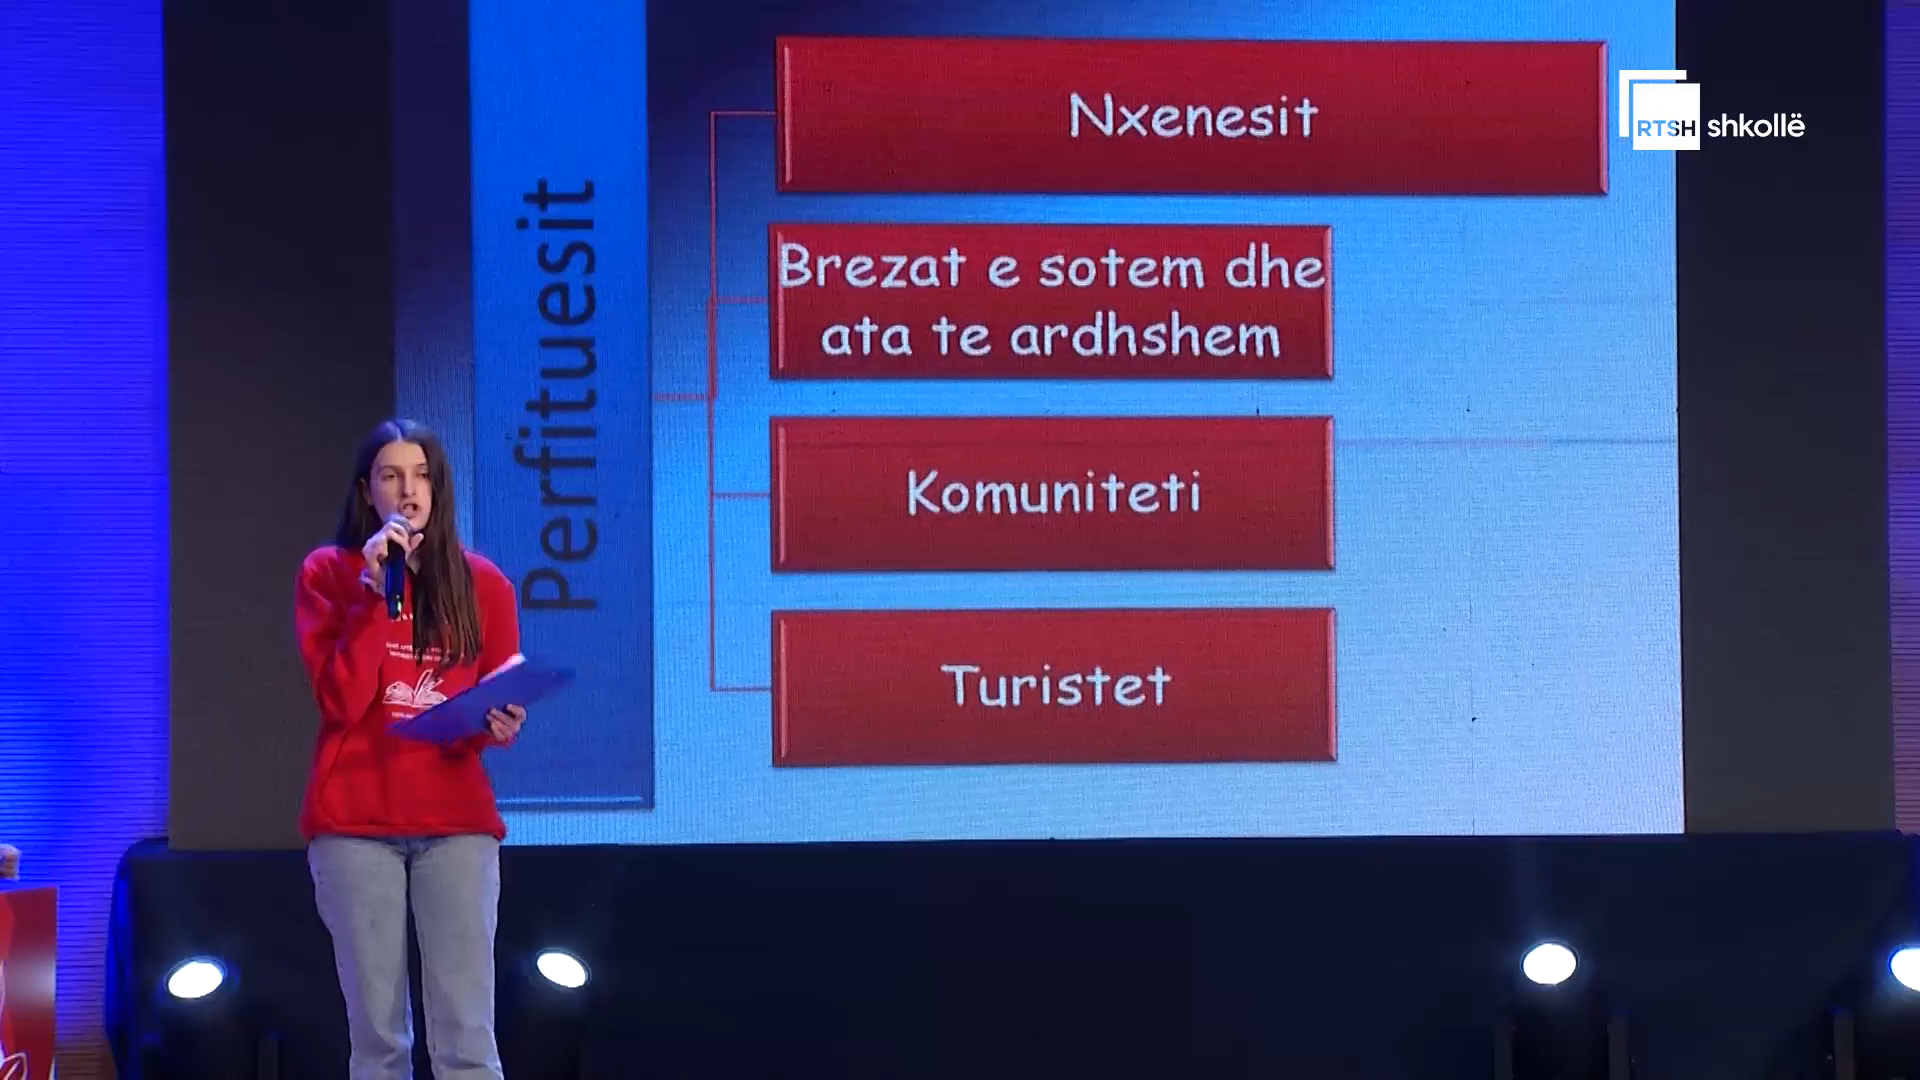 Nxenesit
RTSH shkollë
Brezat e sotem dhe
ata te ardhshem
Perfituesit
Komuniteti
Turistet